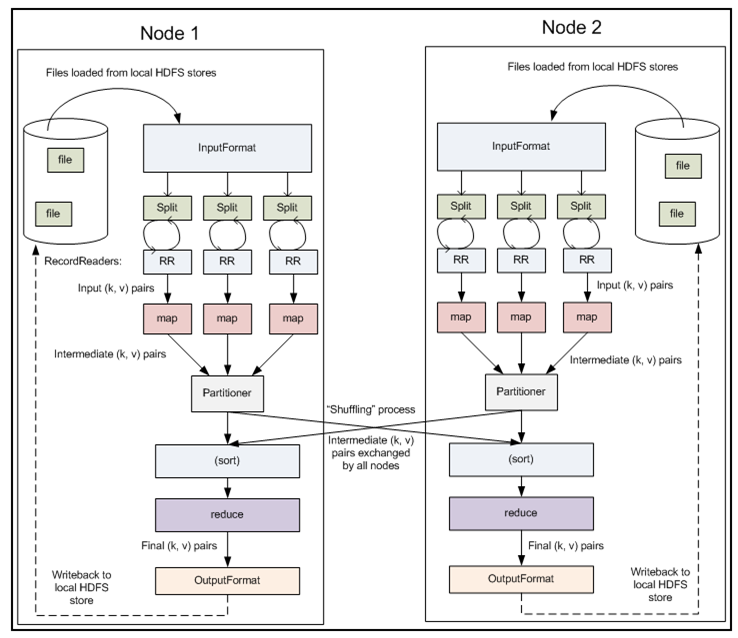 Node 1
Files loaded from local HDFS stores
file
file
InputFormat
Split
Split
Split
RecordReaders:
RR
RR
RR
Input (k, v) pairs
map
map
map
Intermediate (k, v) pairs
Partitioner
(sort)
reduce
Final (k, v) pairs
OutputFormat
Writeback to
local HDFS
store
"Shuffling" process
Intermediate (k, v)
pairs exchanged
by all nodes
Node 2
Files loaded from local HDFS stores
InputFormat
file
file
Split
Split
Split
RR
RR
RR
Input (k, v) pairs
map
map
map
Intermediate (k, v) pairs
Partitioner
(sort)
reduce
Final (k, v) pairs
OutputFormat
Writeback to
local HDFS
store